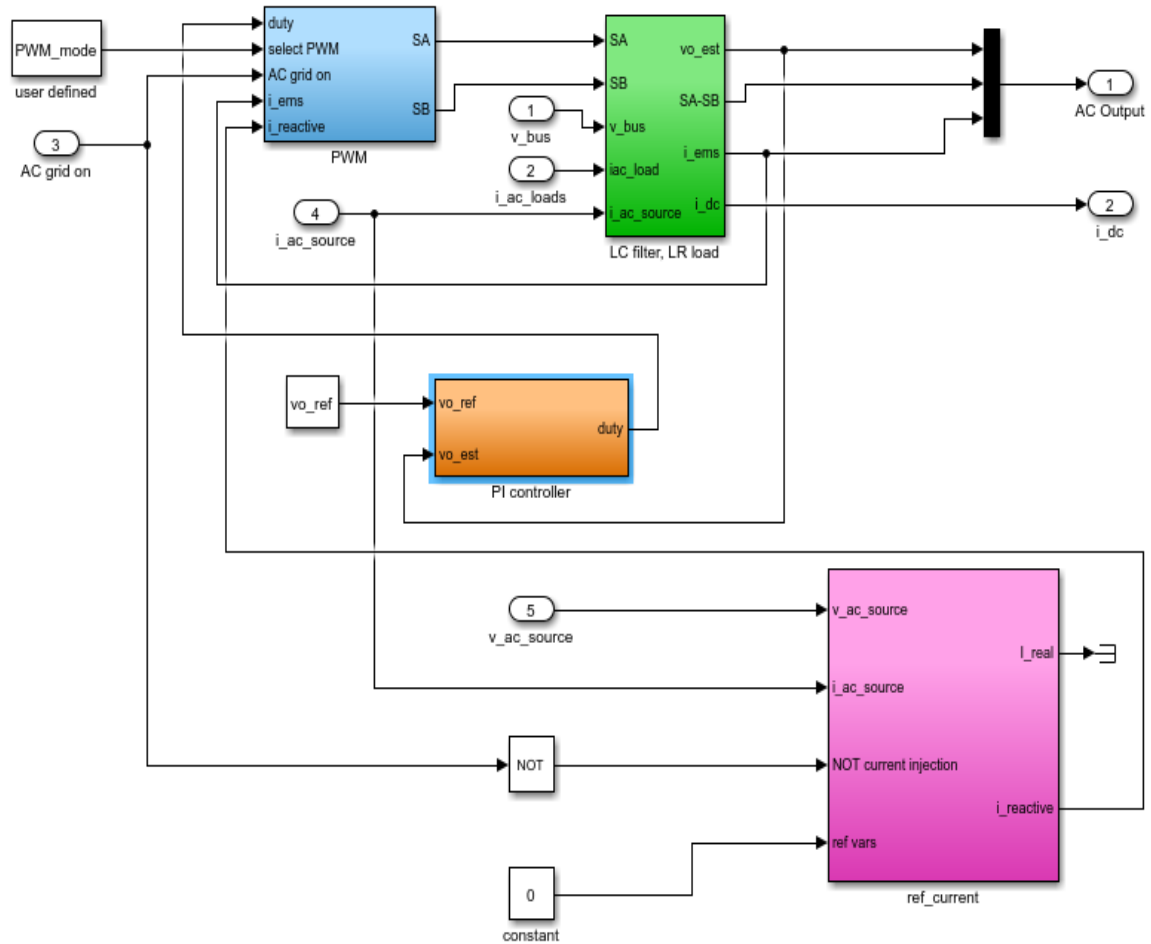 duty
select PWM
AC grid on
i_ems
i_reactive
SA
SB
PWM
PWM_mode
user defined
3
AC grid on
SA
SB
v_bus
iac_load
i_ac_source
vo_est
SA-SB
i_ems
i_dc
LC filter, LR load
1
v_bus
2
i_ac_loads
4
i_ac_source
1
AC Output
2
i_dc
vo_ref
vo_ref
vo_est
duty
PI controller
5
v_ac_source
v_ac_source
i_ac_source
NOT current injection
ref vars
I_real
i_reactive
ref_current
NOT
0
constant